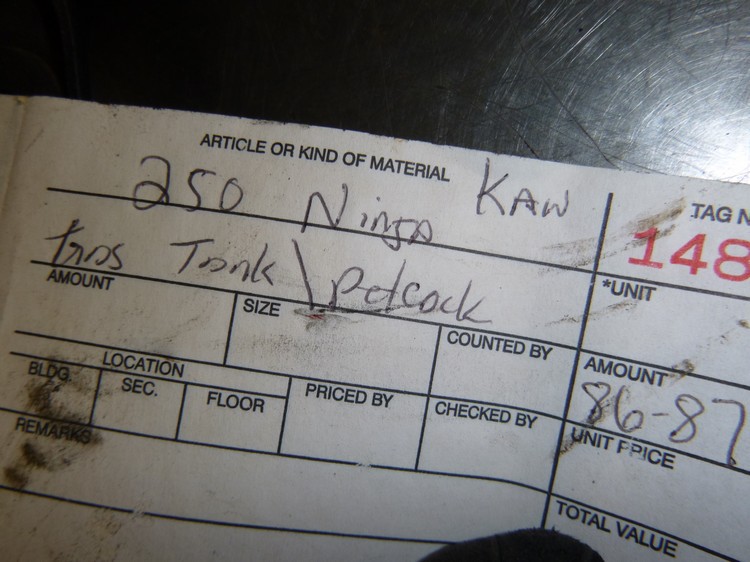 ARTICLE OR KIND OF MATERIAL
250 Ninja KAW
TAG N
148
Gas Tank \ Petcock
*UNIT
AMOUNT
SIZE
COUNTED BY
AMOUNT
86-87
LOCATION
BLDG.
SEC.
FLOOR
PRICED BY
CHECKED BY
UNIT PRICE
REMARKS
TOTAL VALUE